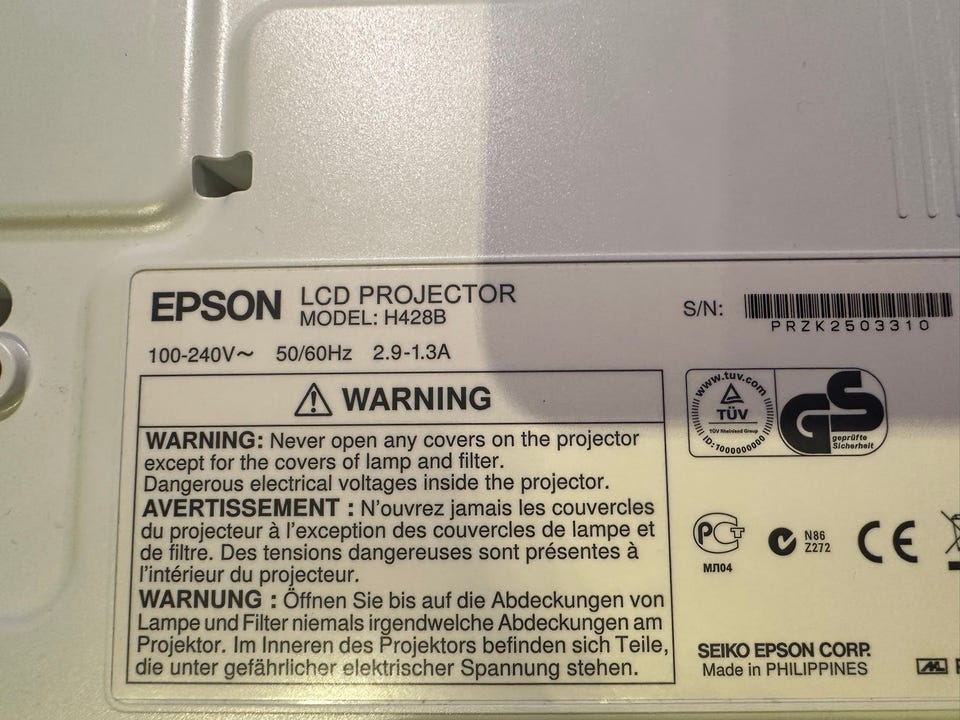 EPSON LCD PROJECTOR
MODEL: H428B
100-240V～ 50/60Hz 2.9-1.3A
S/N:
PRZK2503310
WARNING
WARNING: Never open any covers on the projector
except for the covers of lamp and filter.
Dangerous electrical voltages inside the projector.
AVERTISSEMENT : N'ouvrez jamais les couvercles
du projecteur à l'exception des couvercles de lampe et
de filtre. Des tensions dangereuses sont présentes à
l'intérieur du projecteur.
WARNUNG : Öffnen Sie bis auf die Abdeckungen von
Lampe und Filter niemals irgendwelche Abdeckungen am
Projektor. Im Inneren des Projektors befinden sich Teile,
die unter gefährlicher elektrischer Spannung stehen.
www.tuv.com
TÜV
TÜV Rheinland Group
ID:1000000000
GS
geprüfte
Sicherheit
РСТ
МЛ04
N86
Z272
CE
SEIKO EPSON CORP.
Made in PHILIPPINES